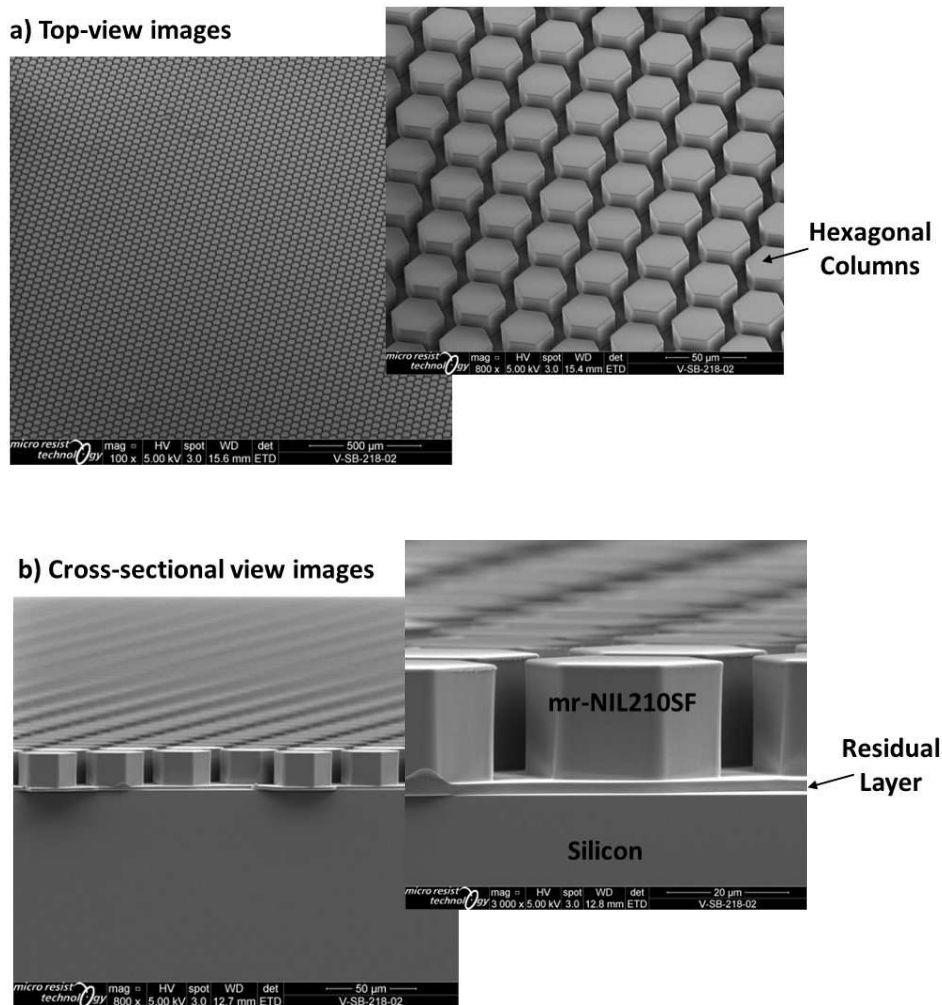 a) Top-view images
Hexagonal
Columns
micro resist
technology
mag □ HV spot WD det
800 x 5.00 kV 3.0 15.4 mm ETD
50 µm
V-SB-218-02
micro resist
technology
mag □ HV spot WD det
100 x 5.00 kV 3.0 15.6 mm ETD
500 µm
V-SB-218-02
b) Cross-sectional view images
mr-NIL210SF
Residual
Layer
Silicon
micro resist
technology
mag □ HV spot WD det
3 000 x 5.00 kV 3.0 12.8 mm ETD
20 µm
V-SB-218-02
micro resist
technology
mag □ HV spot WD det
800 x 5.00 kV 3.0 12.7 mm ETD
50 µm
V-SB-218-02